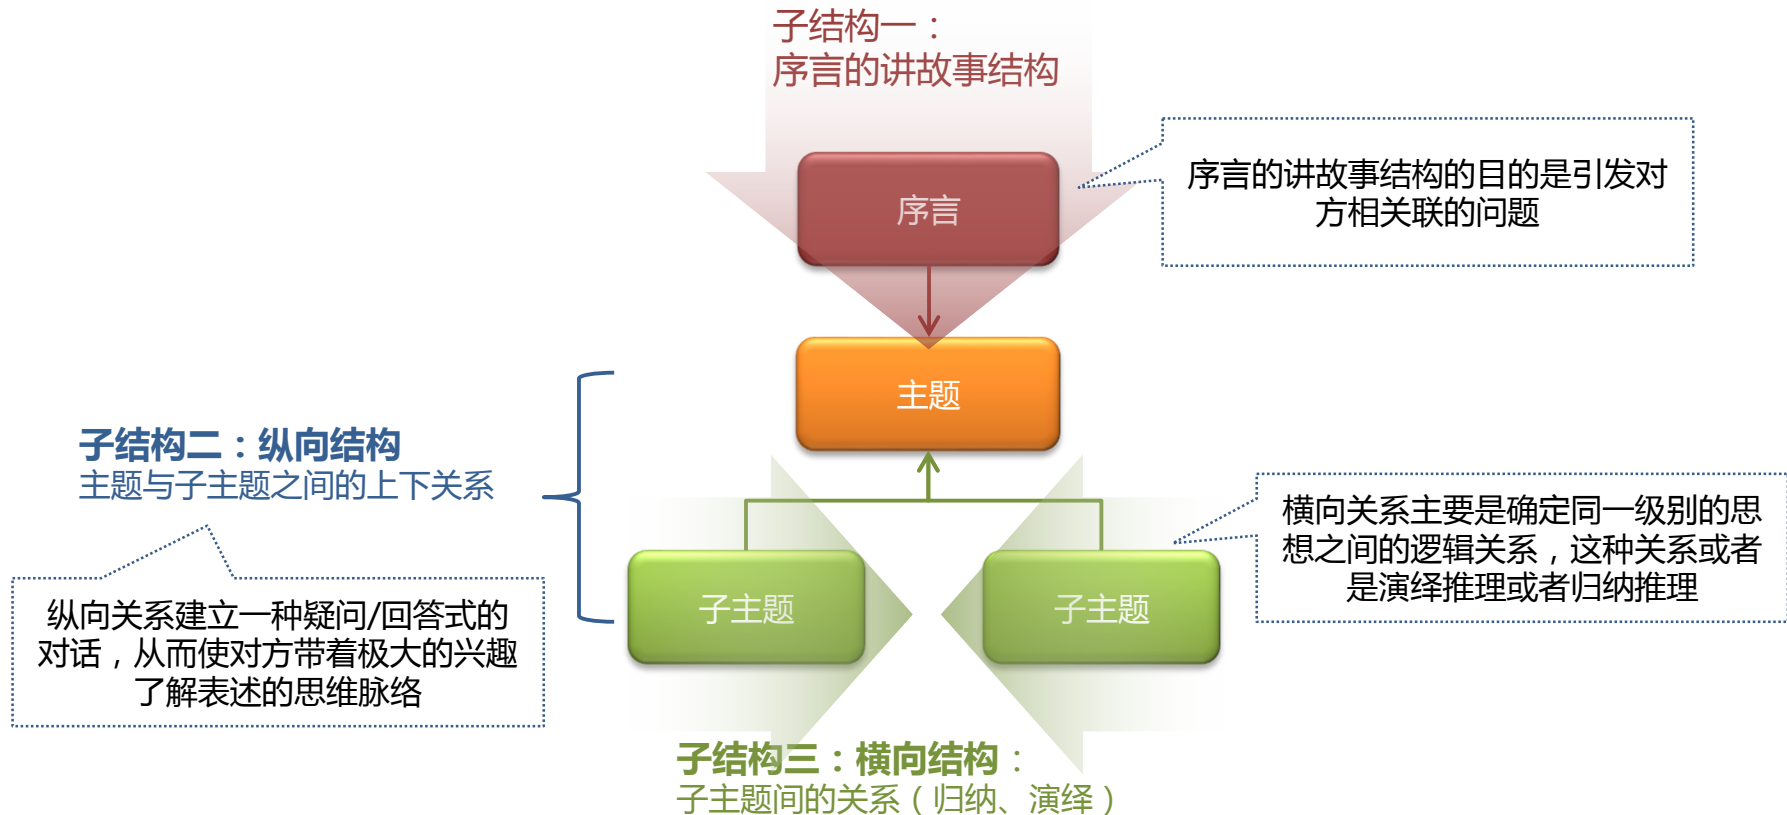 子结构一：
序言的讲故事结构
序言
序言的讲故事结构的目的是引发对
方相关联的问题
主题
子结构二：纵向结构
主题与子主题之间的上下关系
横向关系主要是确定同一级别的思
想之间的逻辑关系，这种关系或者
是演绎推理或者归纳推理
纵向关系建立一种疑问/回答式的
对话，从而使对方带着极大的兴趣
了解表述的思维脉络
子主题
子主题
子结构三：横向结构：
子主题间的关系（归纳、演绎）